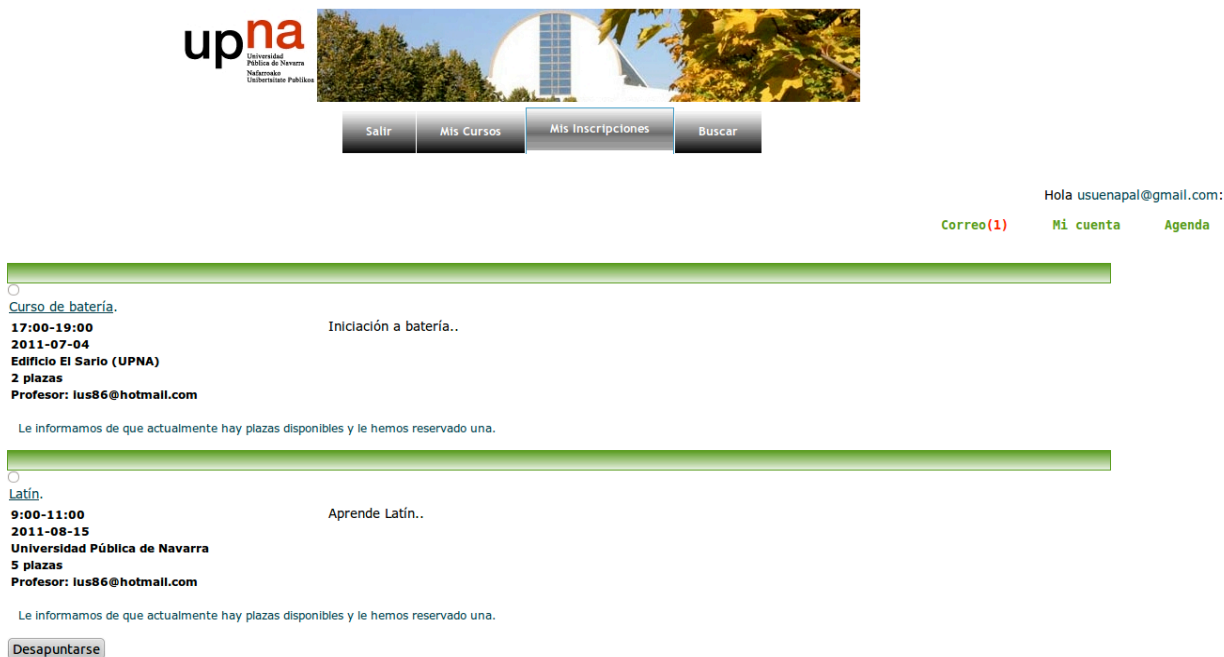 upna
Universidad
Pública de Navarra
Nafarroako
Unibertsitate Publikoa
Salir Mis Cursos Mis Inscripciones Buscar
Hola usuenapal@gmail.com:
Correo(1) Mi cuenta Agenda
Curso de batería.
17:00-19:00 Iniciación a batería..
2011-07-04
Edificio El Sario (UPNA)
2 plazas
Profesor: ius86@hotmail.com
Le informamos de que actualmente hay plazas disponibles y le hemos reservado una.
Latín.
9:00-11:00 Aprende Latín..
2011-08-15
Universidad Pública de Navarra
5 plazas
Profesor: ius86@hotmail.com
Le informamos de que actualmente hay plazas disponibles y le hemos reservado una.
Desapuntarse